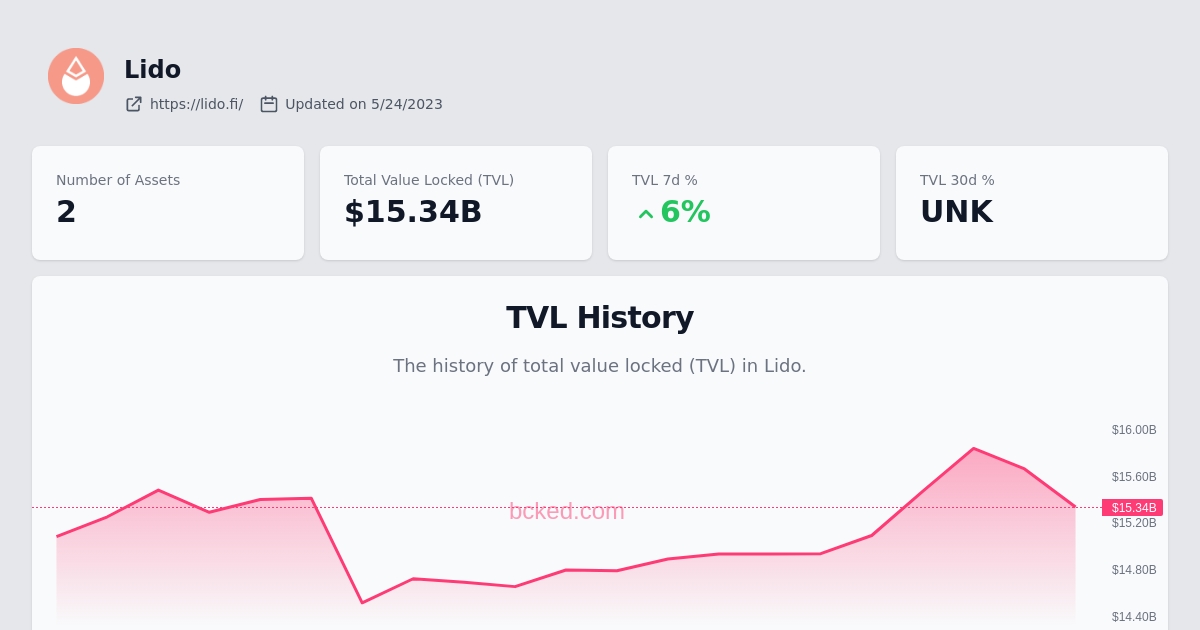 Lido
https://lido.fi/ Updated on 5/24/2023
Number of Assets
2
Total Value Locked (TVL)
$15.34B
TVL 7d %
6%
TVL 30d %
UNK
TVL History
The history of total value locked (TVL) in Lido.
bcked.com
$16.00B
$15.60B
$15.34B
$15.20B
$14.80B
$14.40B